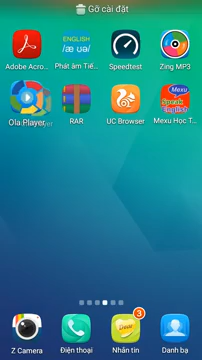 Gỡ cài đặt
ENGLISH
/æ ʊə/
Adobe Acro...
Phát âm Tiế...
Speedtest
Zing MP3
Mexu
Speak
ENGLISH
Ola Player
RAR
UC Browser
Mexu Học T...
3
Z Camera
Điện thoại
Nhắn tin
Danh bạ